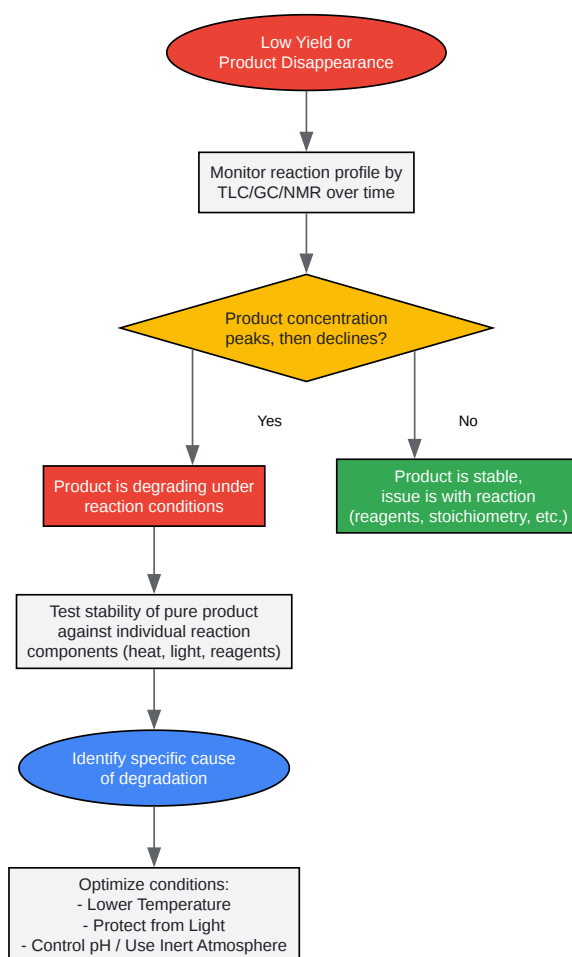 Low Yield or
Product Disappearance
Monitor reaction profile by
TLC/GC/NMR over time
Product concentration
peaks, then declines?
Yes
No
Product is degrading under
reaction conditions
Product is stable,
issue is with reaction
(reagents, stoichiometry, etc.)
Test stability of pure product
against individual reaction
components (heat, light, reagents)
Identify specific cause
of degradation
Optimize conditions:
- Lower Temperature
- Protect from Light
- Control pH / Use Inert Atmosphere